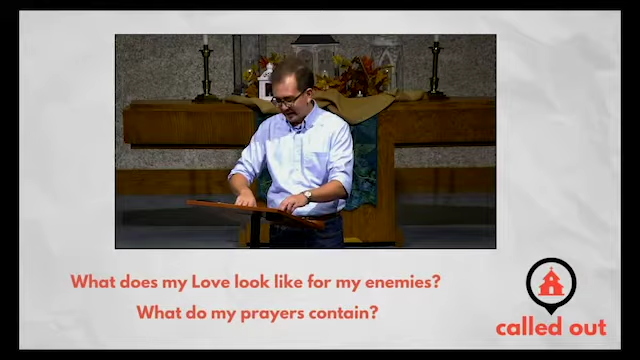 What does my Love look like for my enemies?
What do my prayers contain?
called out